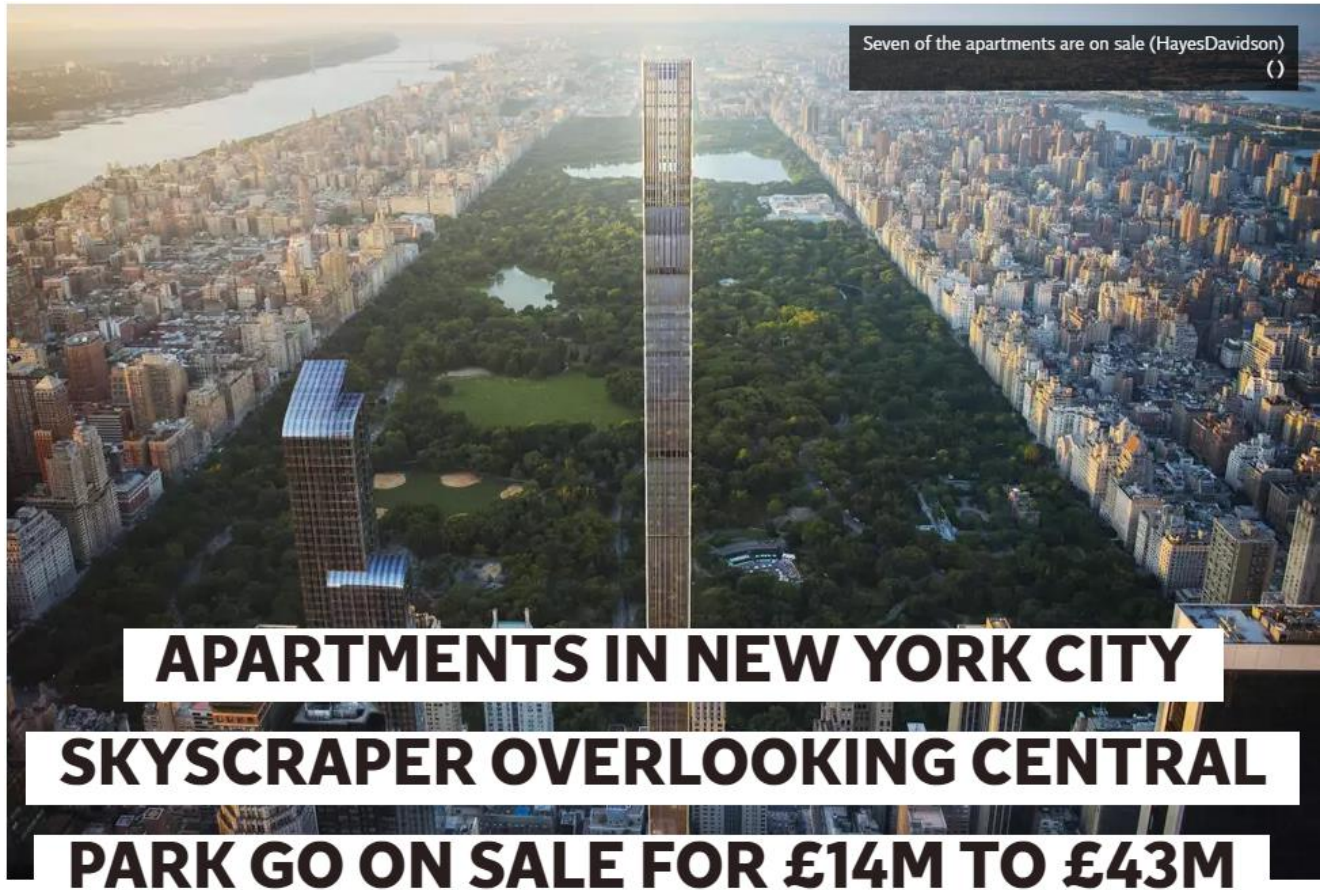 Seven of the apartments are on sale (HayesDavidson)
()
APARTMENTS IN NEW YORK CITY
SKYSCRAPER OVERLOOKING CENTRAL
PARK GO ON SALE FOR £14M TO £43M